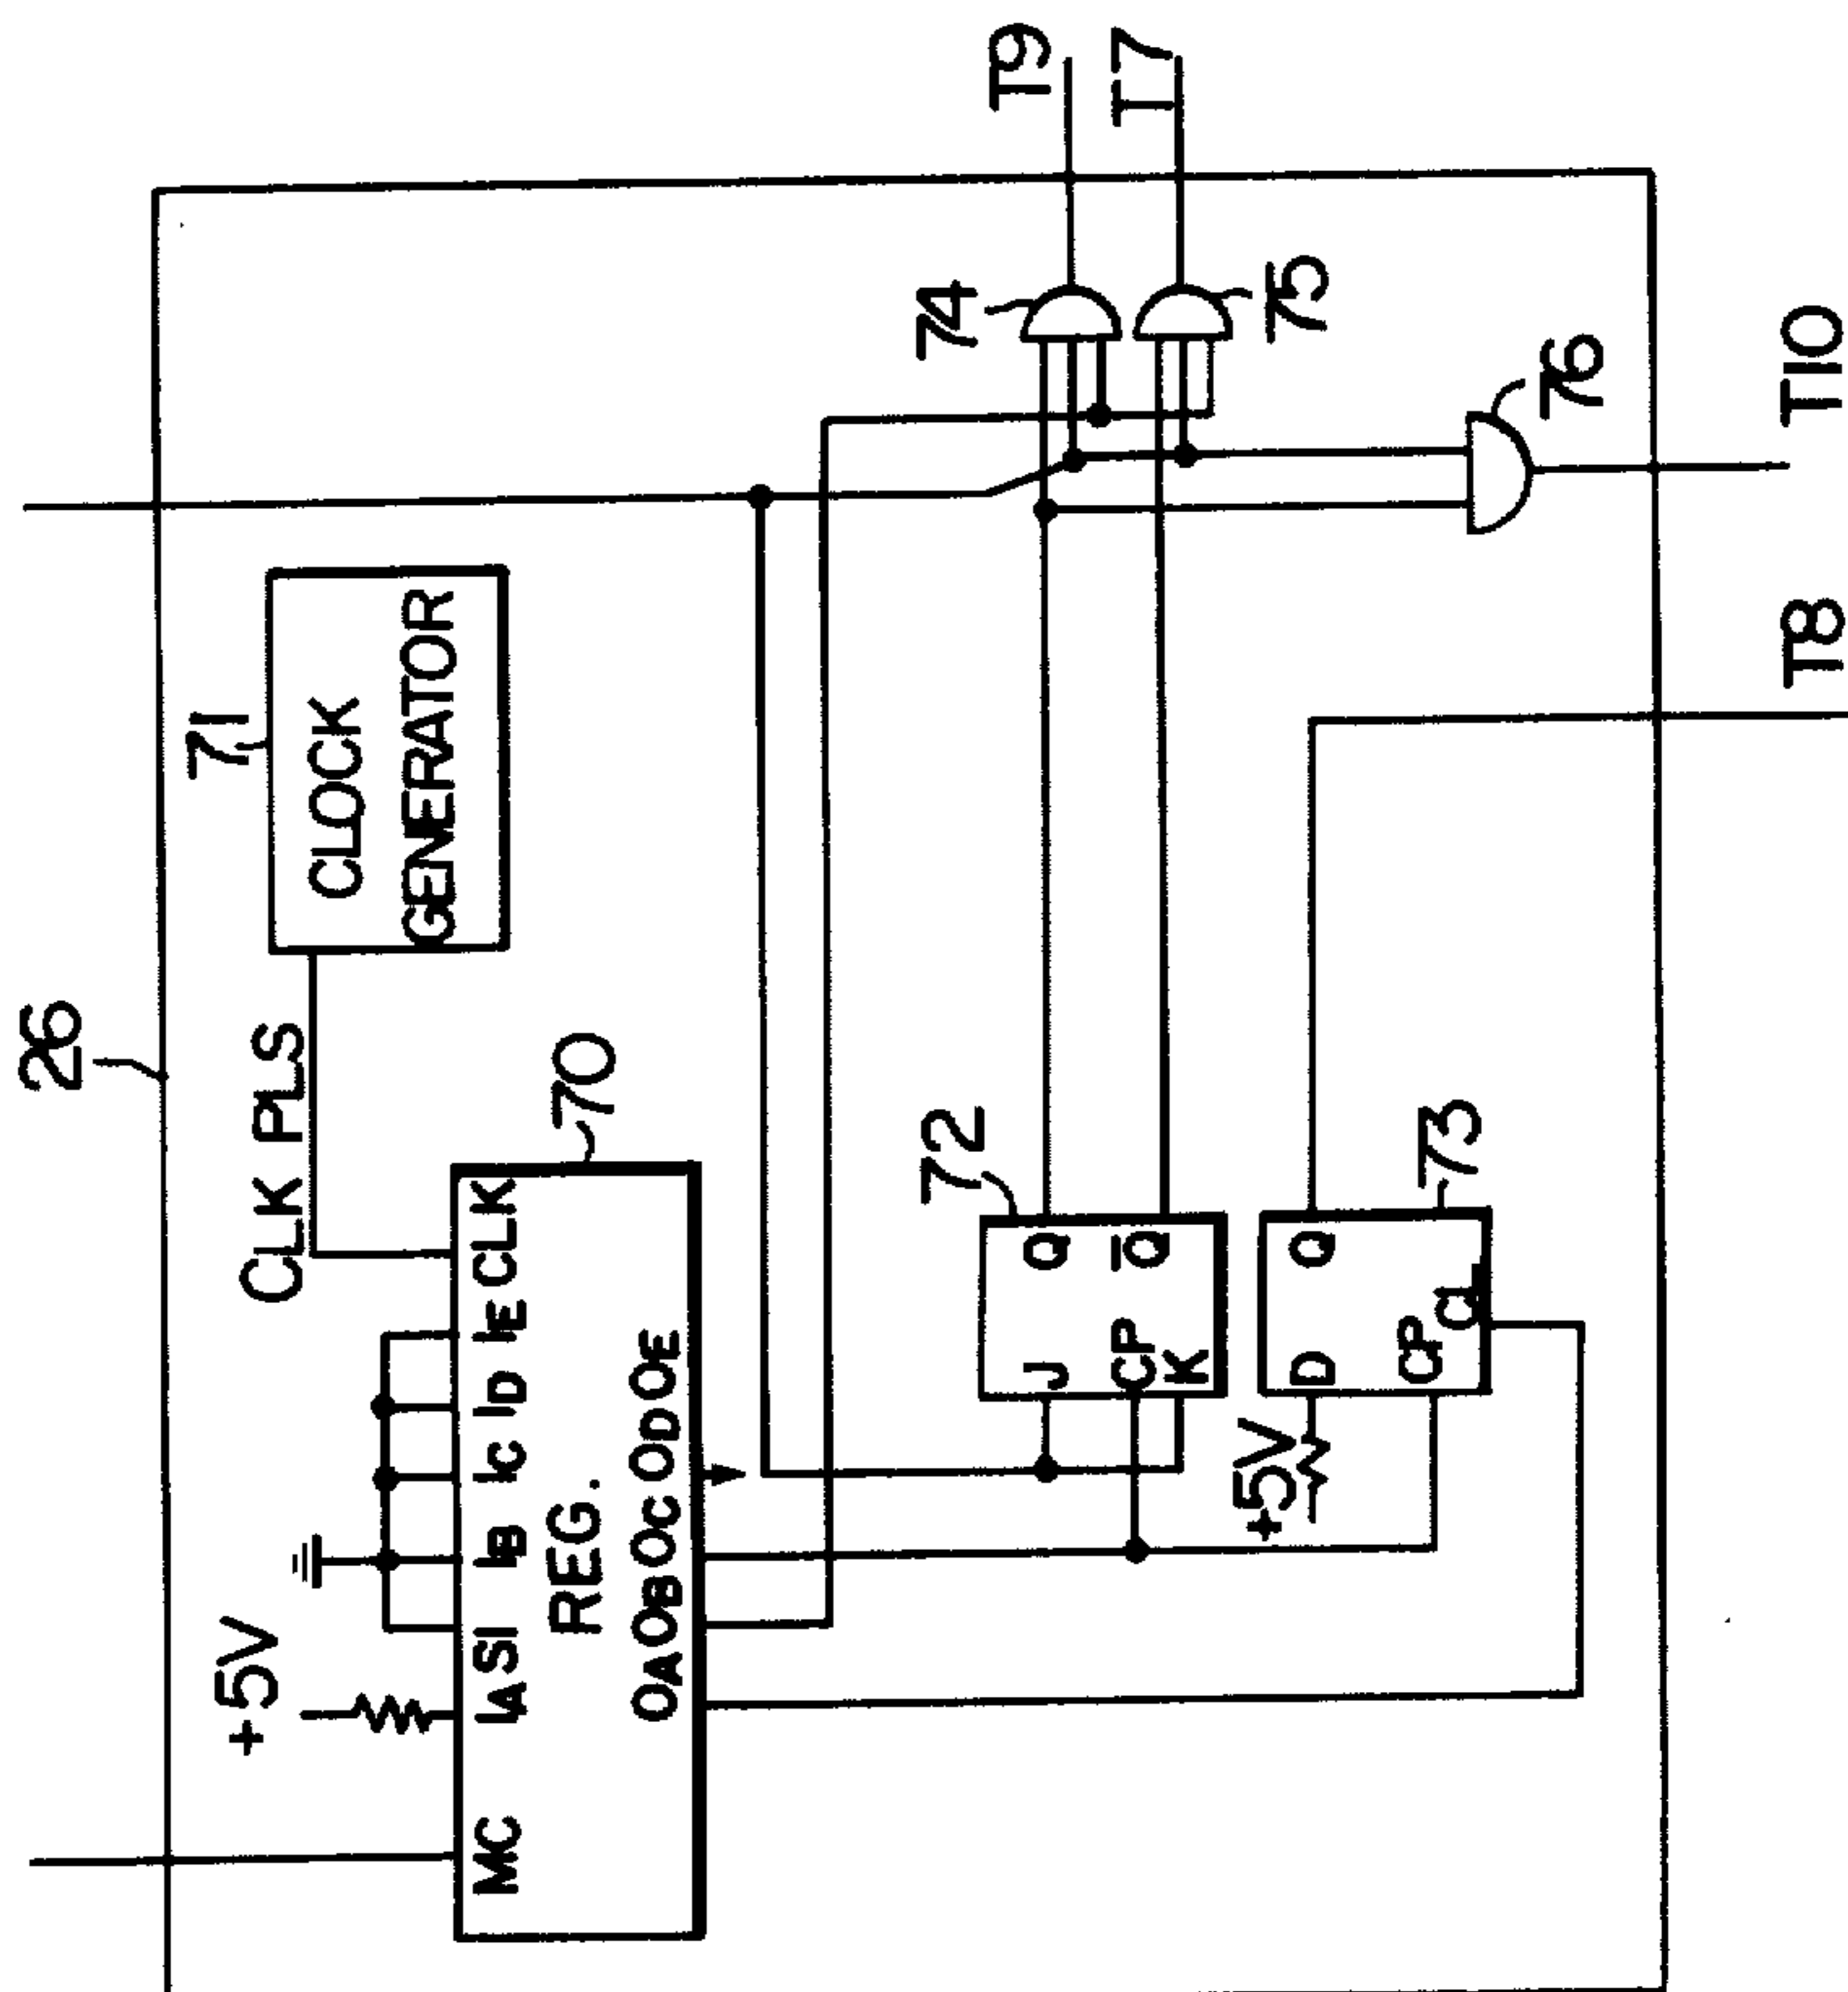 26
71
CLOCK
GENERATOR
CLK PLS
+5V
70
MC IA SI IB IC ID IE CLK
REG.
OA OB OC OD OE
72
J Q
CP Q̅
K
+5V
73
D Q
CP
CL
74
75
76
T9
T7
T10
T8